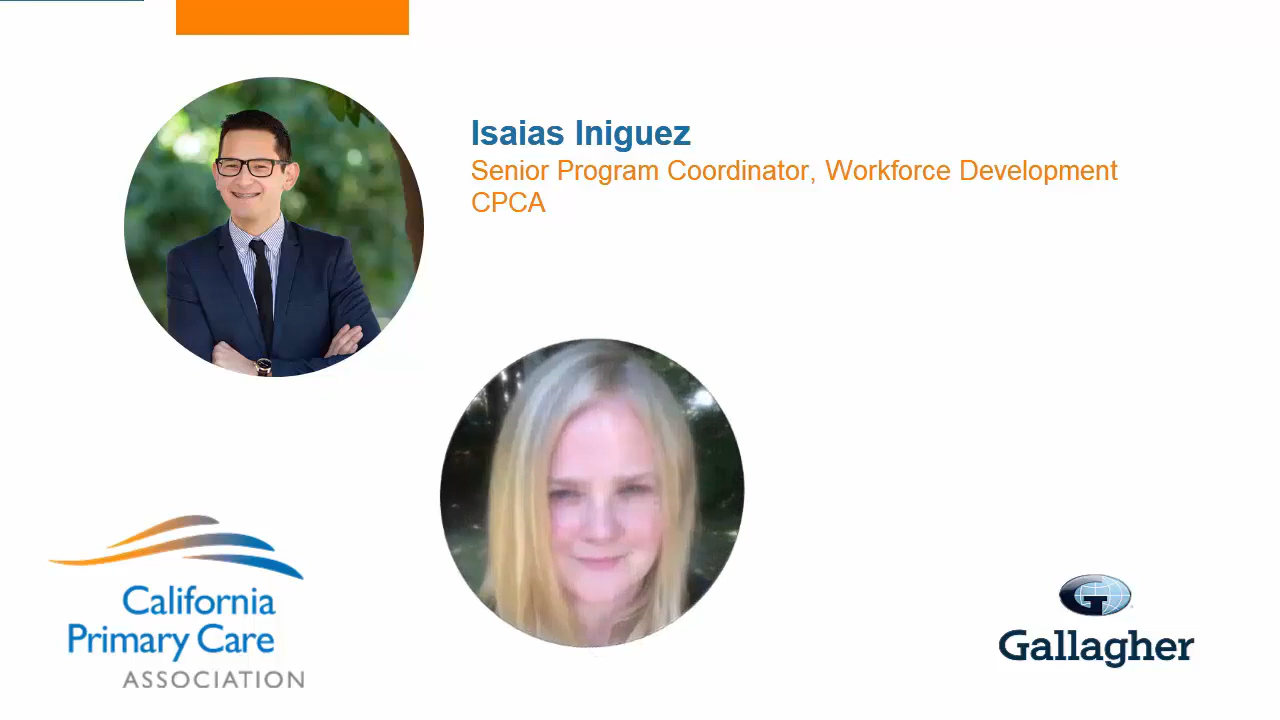 Isaias Iniguez
Senior Program Coordinator, Workforce Development
CPCA
California
Primary Care
ASSOCIATION
G
Gallagher